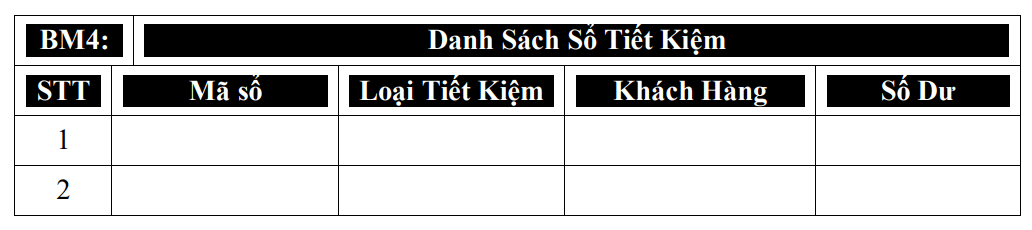 BM4: Danh Sách Sổ Tiết Kiệm
STT Mã số Loại Tiết Kiệm Khách Hàng Số Dư
1
2